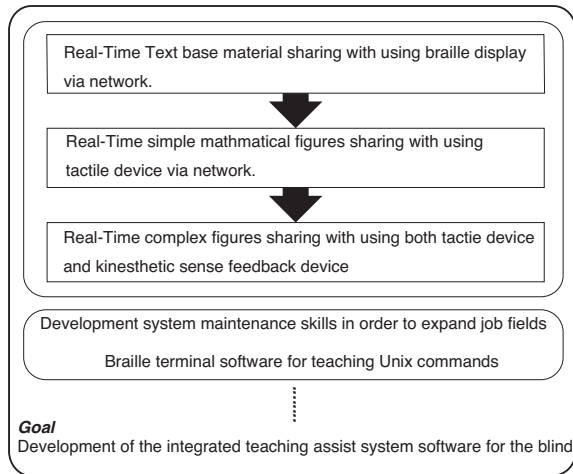 Real-Time Text base material sharing with using braille display
via network.
Real-Time simple mathmatical figures sharing with using
tactile device via network.
Real-Time complex figures sharing with using both tactie device
and kinesthetic sense feedback device
Development system maintenance skills in order to expand job fields
Braille terminal software for teaching Unix commands
Goal
Development of the integrated teaching assist system software for the blind